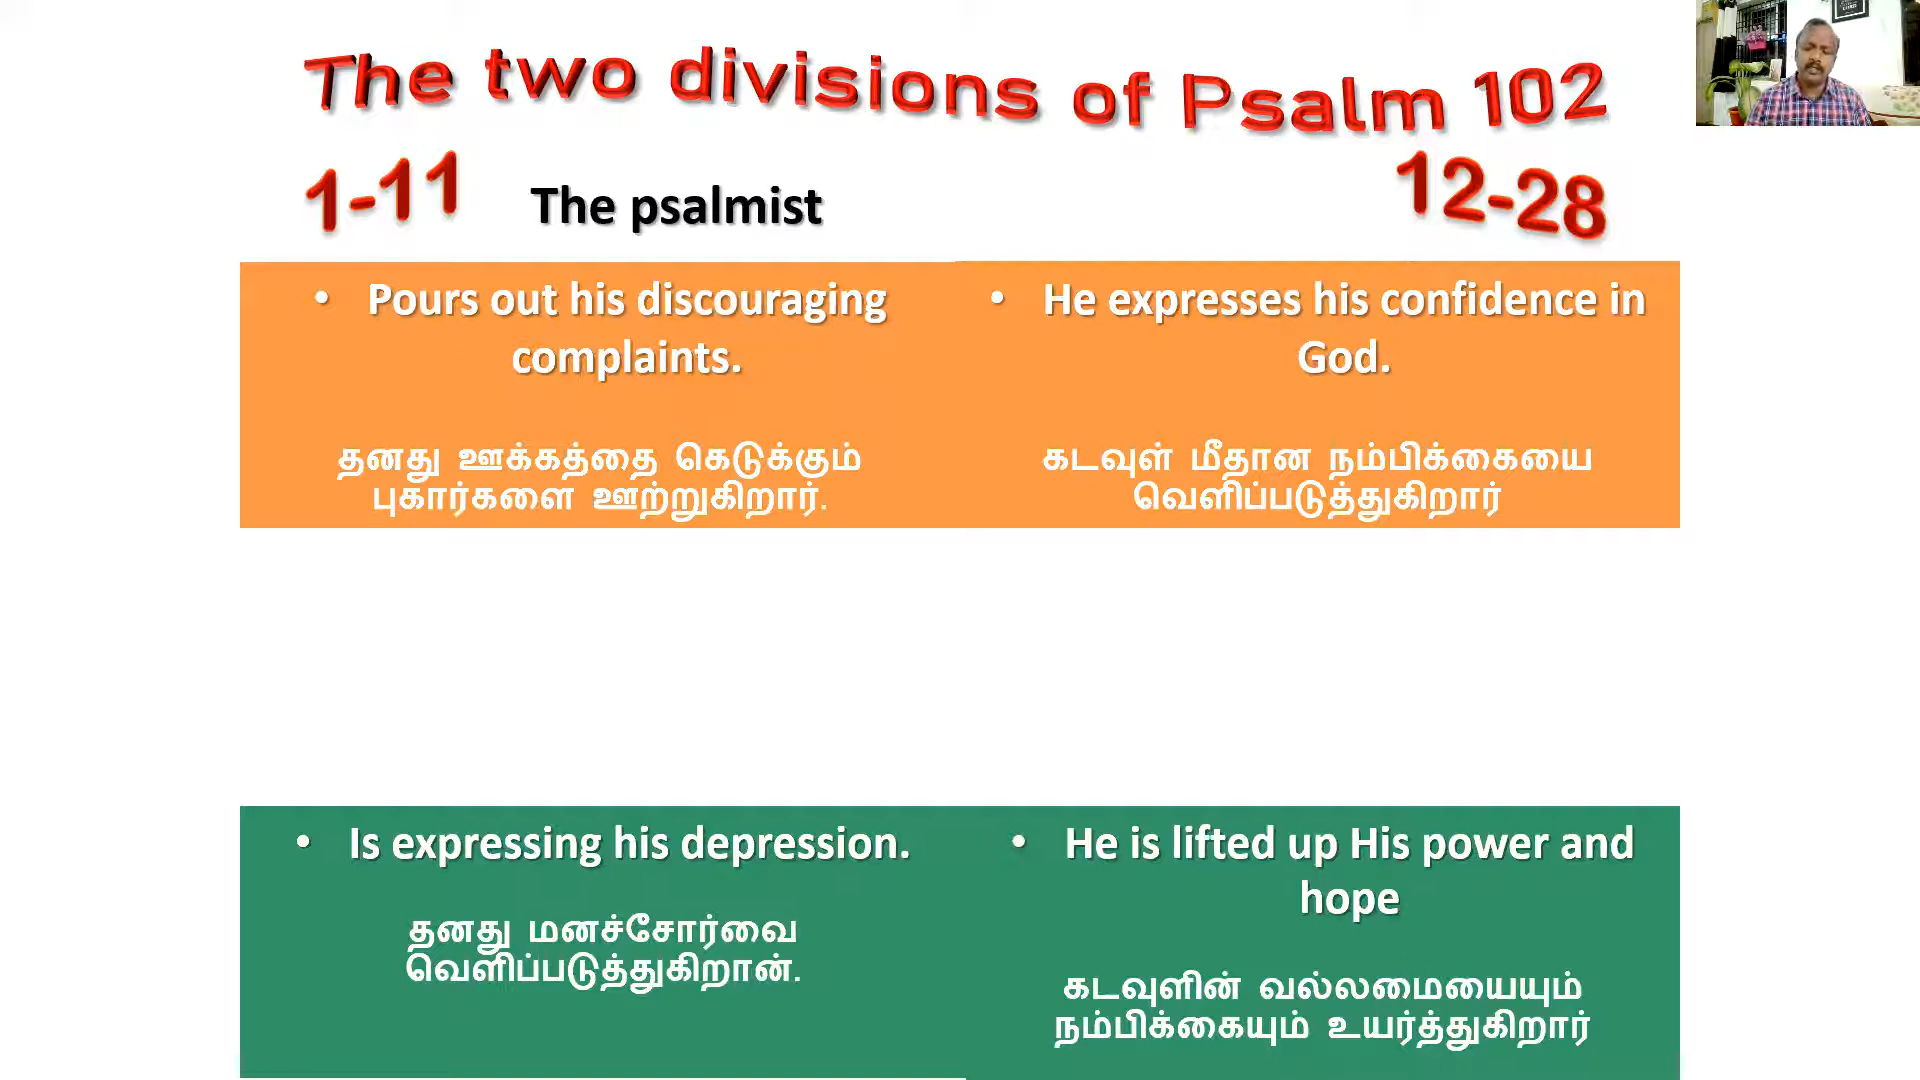 The two divisions of Psalm 102
1-11
The psalmist
12-28
• Pours out his discouraging
complaints.
தனது ஊக்கத்தை கெடுக்கும்
புகார்களை ஊற்றுகிறார்.
• He expresses his confidence in
God.
கடவுள் மீதான நம்பிக்கையை
வெளிப்படுத்துகிறார்
• Is expressing his depression.
தனது மனச்சோர்வை
வெளிப்படுத்துகிறான்.
• He is lifted up His power and
hope
கடவுளின் வல்லமையையும்
நம்பிக்கையும் உயர்த்துகிறார்